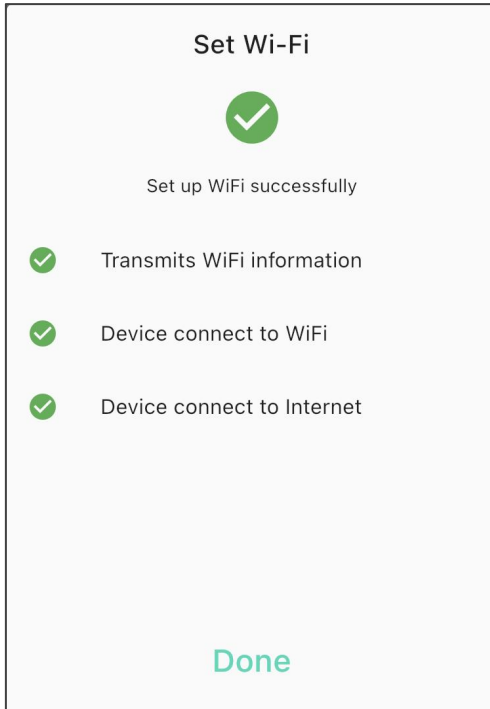 Set Wi-Fi
Set up WiFi successfully
Transmits WiFi information
Device connect to WiFi
Device connect to Internet
Done